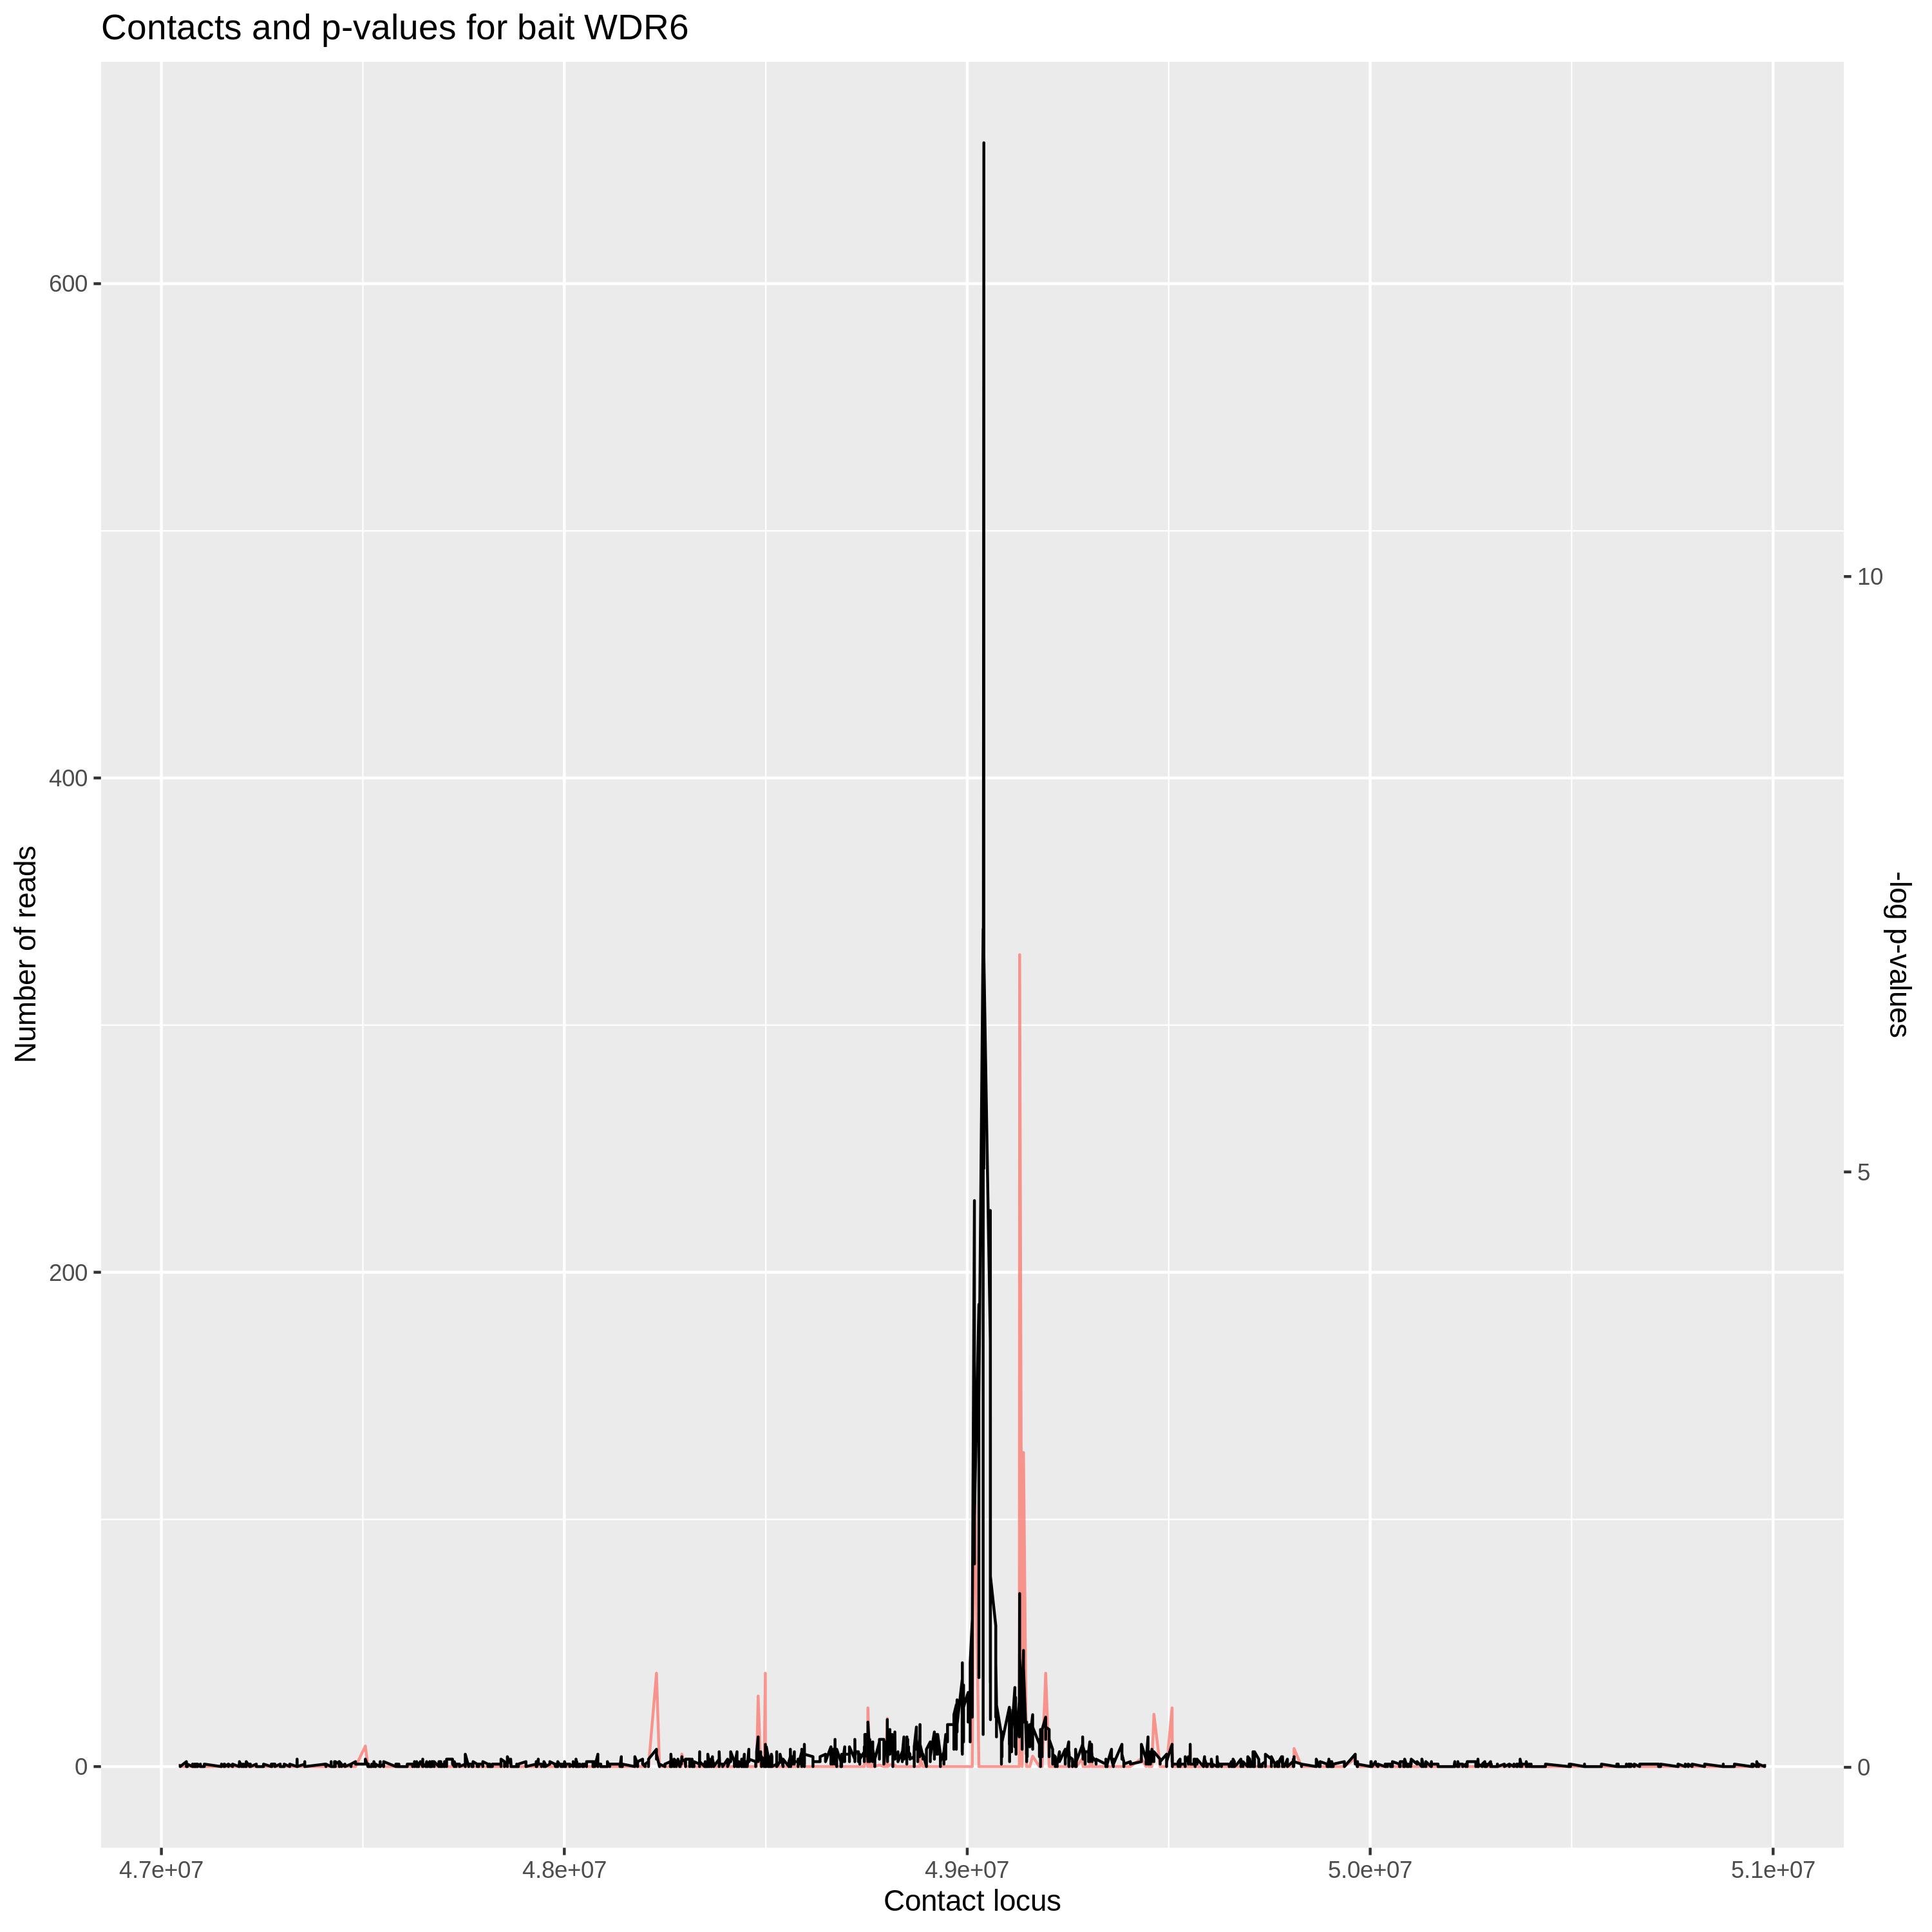 Contacts and p-values for bait WDR6
600
400
200
0
Number of reads
10
5
0
-log p-values
4.7e+07
4.8e+07
4.9e+07
5.0e+07
5.1e+07
Contact locus